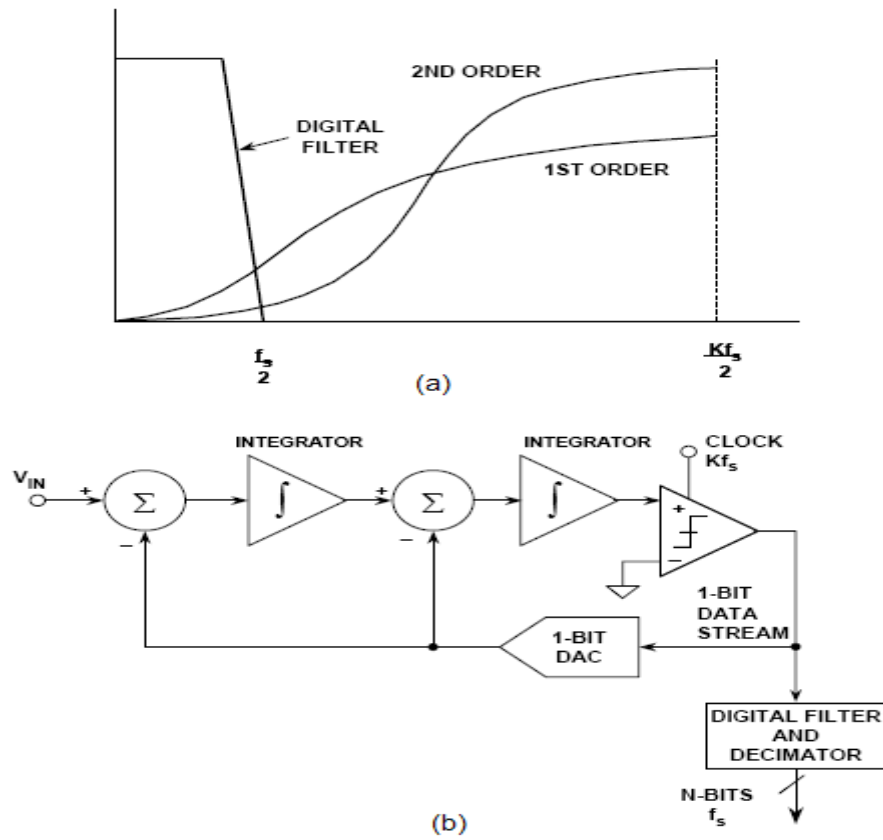 2ND ORDER
DIGITAL
FILTER
1ST ORDER
fs
2
Kfs
2
(a)
INTEGRATOR
INTEGRATOR
CLOCK
Kfs
VIN
+
Σ
−
∫
+
Σ
−
∫
+
−
1-BIT
DATA
STREAM
1-BIT
DAC
DIGITAL FILTER
AND
DECIMATOR
N-BITS
fs
(b)